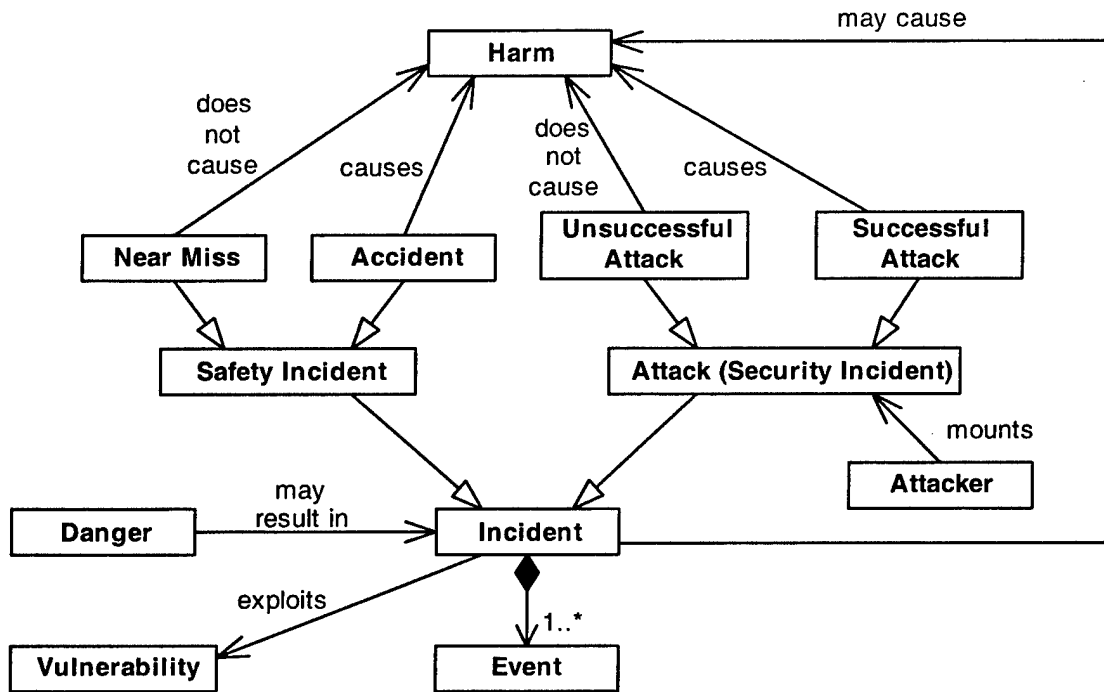 may cause
Harm
does
not
cause
causes
does
not
cause
causes
Near Miss
Accident
Unsuccessful
Attack
Successful
Attack
Safety Incident
Attack (Security Incident)
mounts
Attacker
may
result in
Danger
Incident
exploits
1..*
Vulnerability
Event